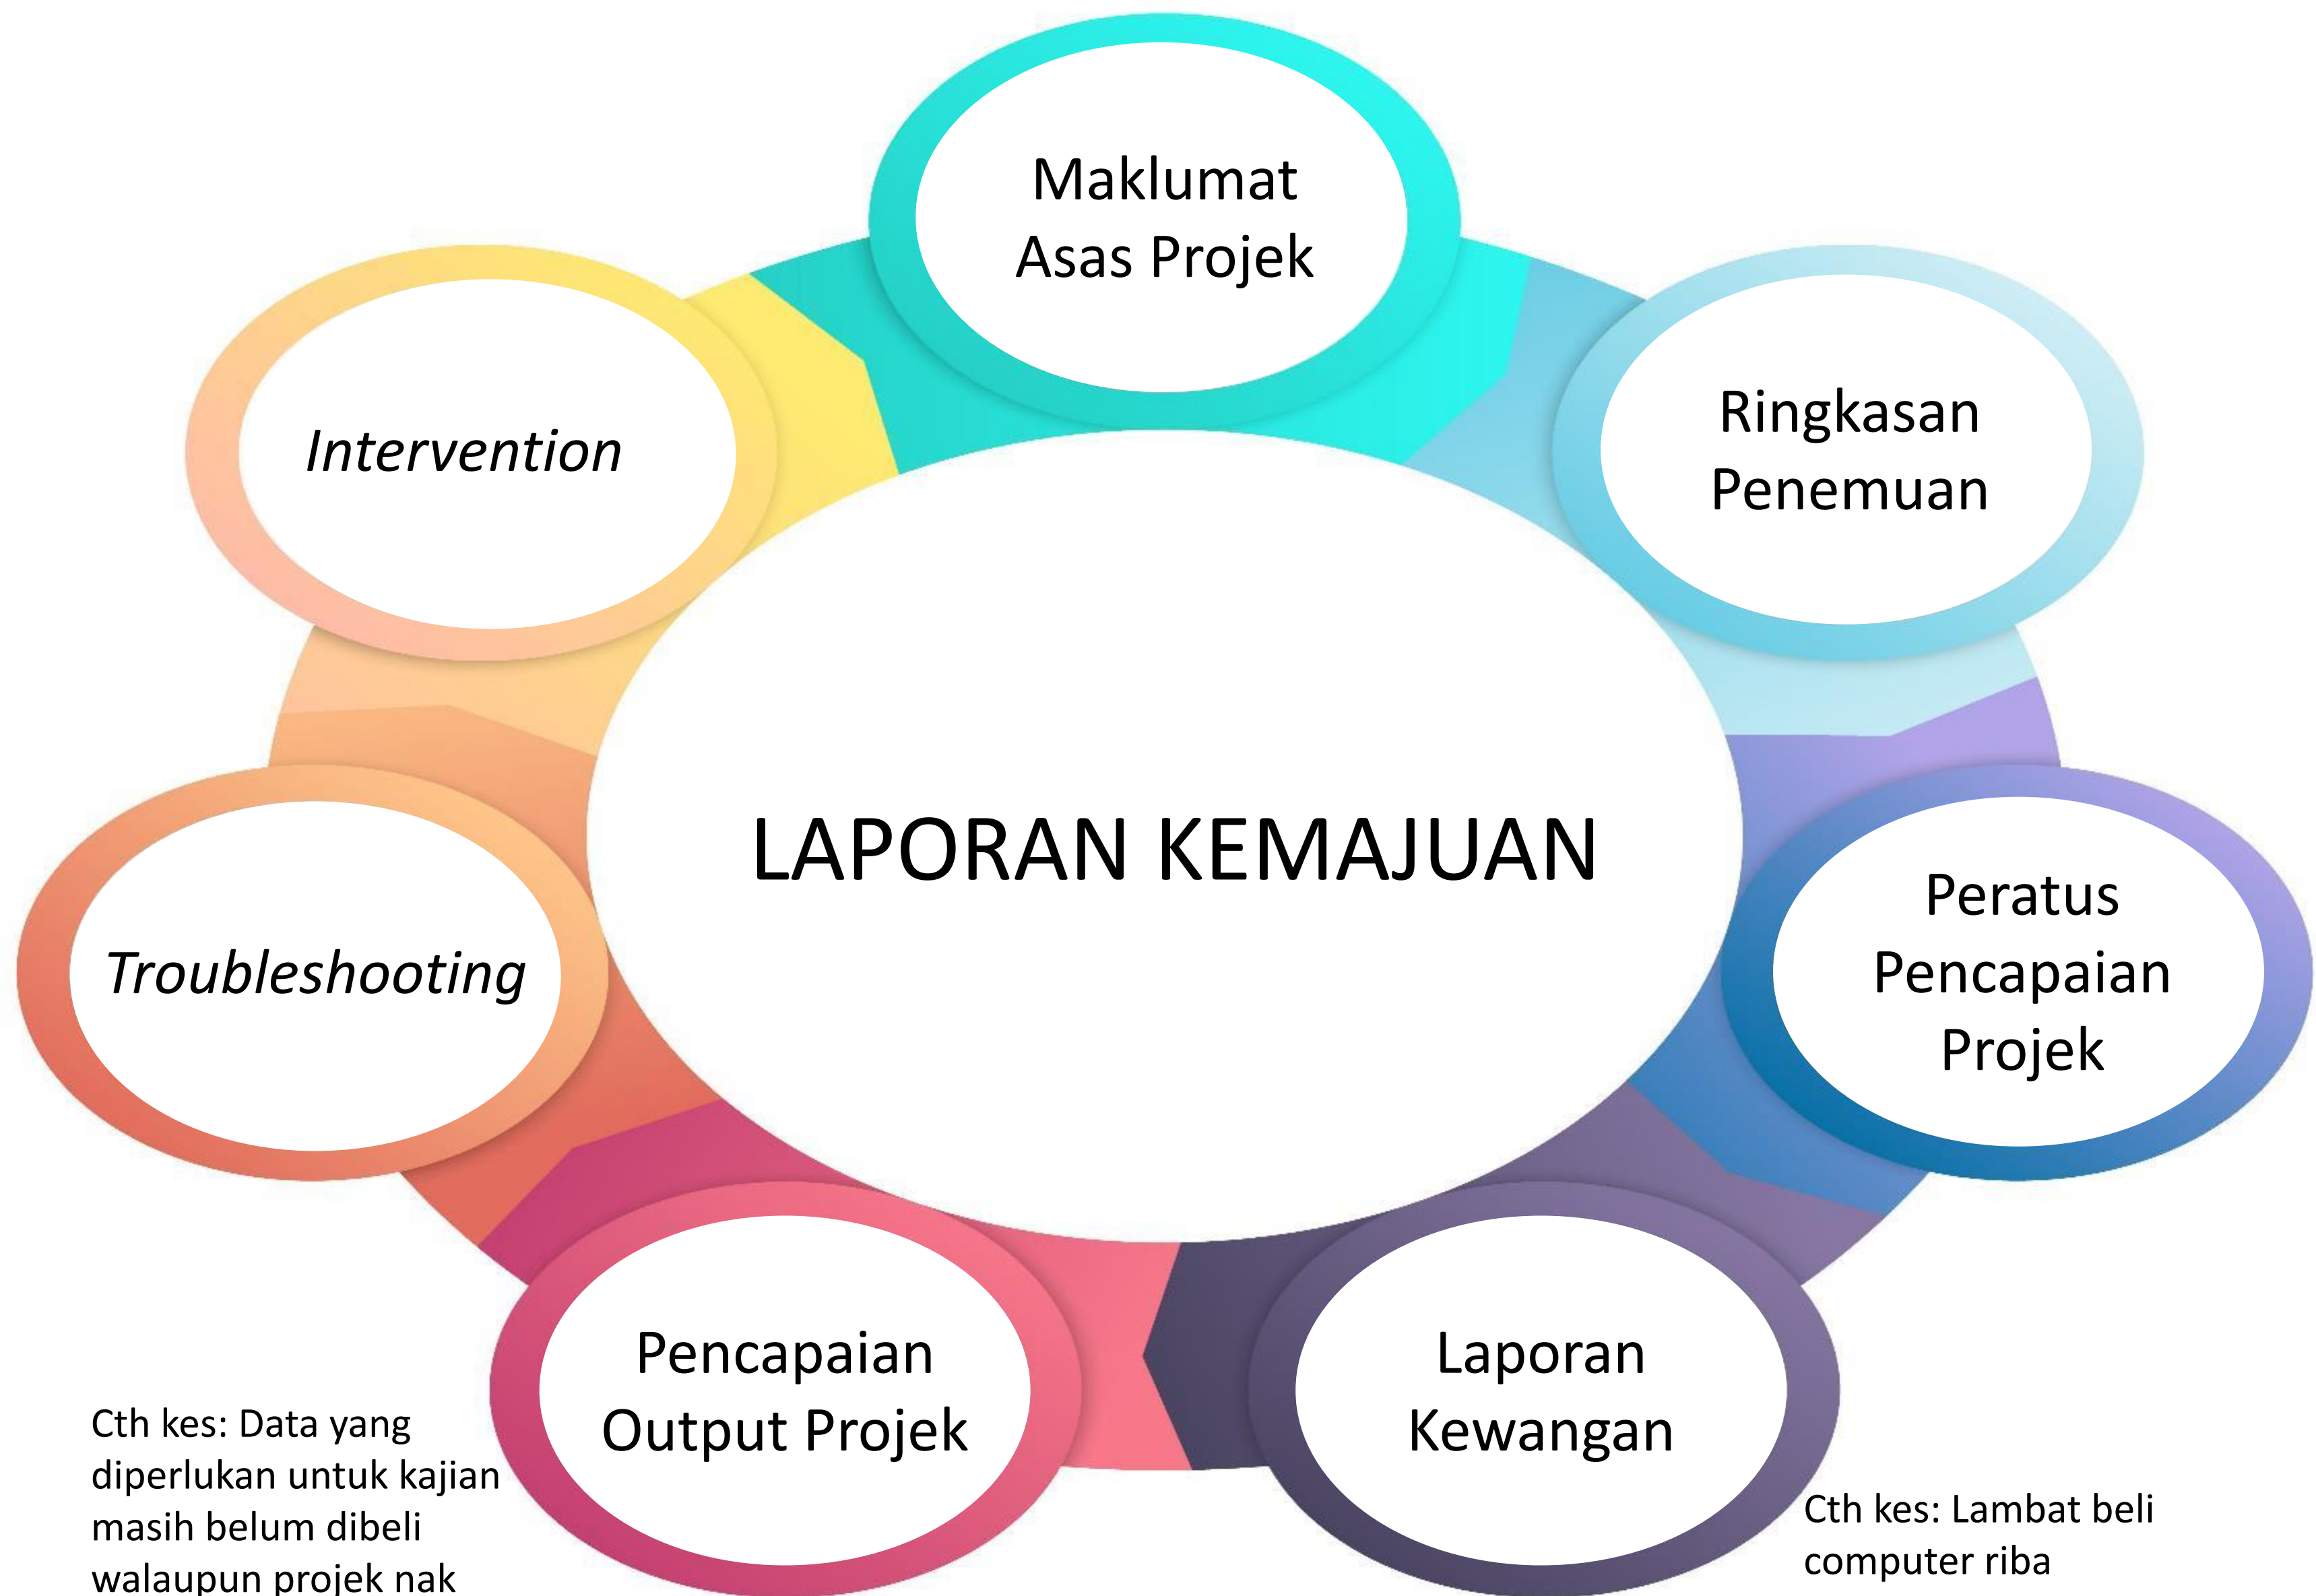 Maklumat
Asas Projek
Ringkasan
Penemuan
Peratus
Pencapaian
Projek
Laporan
Kewangan
Cth kes: Lambat beli
computer riba
Pencapaian
Output Projek
Cth kes: Data yang
diperlukan untuk kajian
masih belum dibeli
walaupun projek nak
Troubleshooting
Intervention
LAPORAN KEMAJUAN